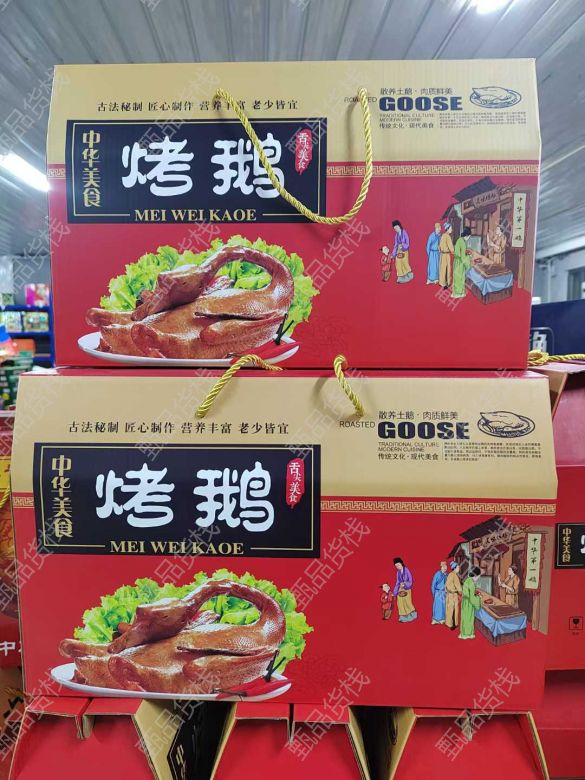 古法秘制 匠心制作 营养丰富 老少皆宜
散养土鹅·肉质鲜美
ROASTED GOOSE
TRADITIONAL CULTURE
MODERN CUISINE
传统文化·现代美食
中华美食
烤鹅
舌尖美食
MEI WEI KAOE
中华第一鹅
古法秘制 匠心制作 营养丰富 老少皆宜
散养土鹅·肉质鲜美
ROASTED GOOSE
TRADITIONAL CULTURE
MODERN CUISINE
传统文化·现代美食
中华美食
烤鹅
舌尖美食
MEI WEI KAOE
中华第一鹅
中华美食
甄品货栈